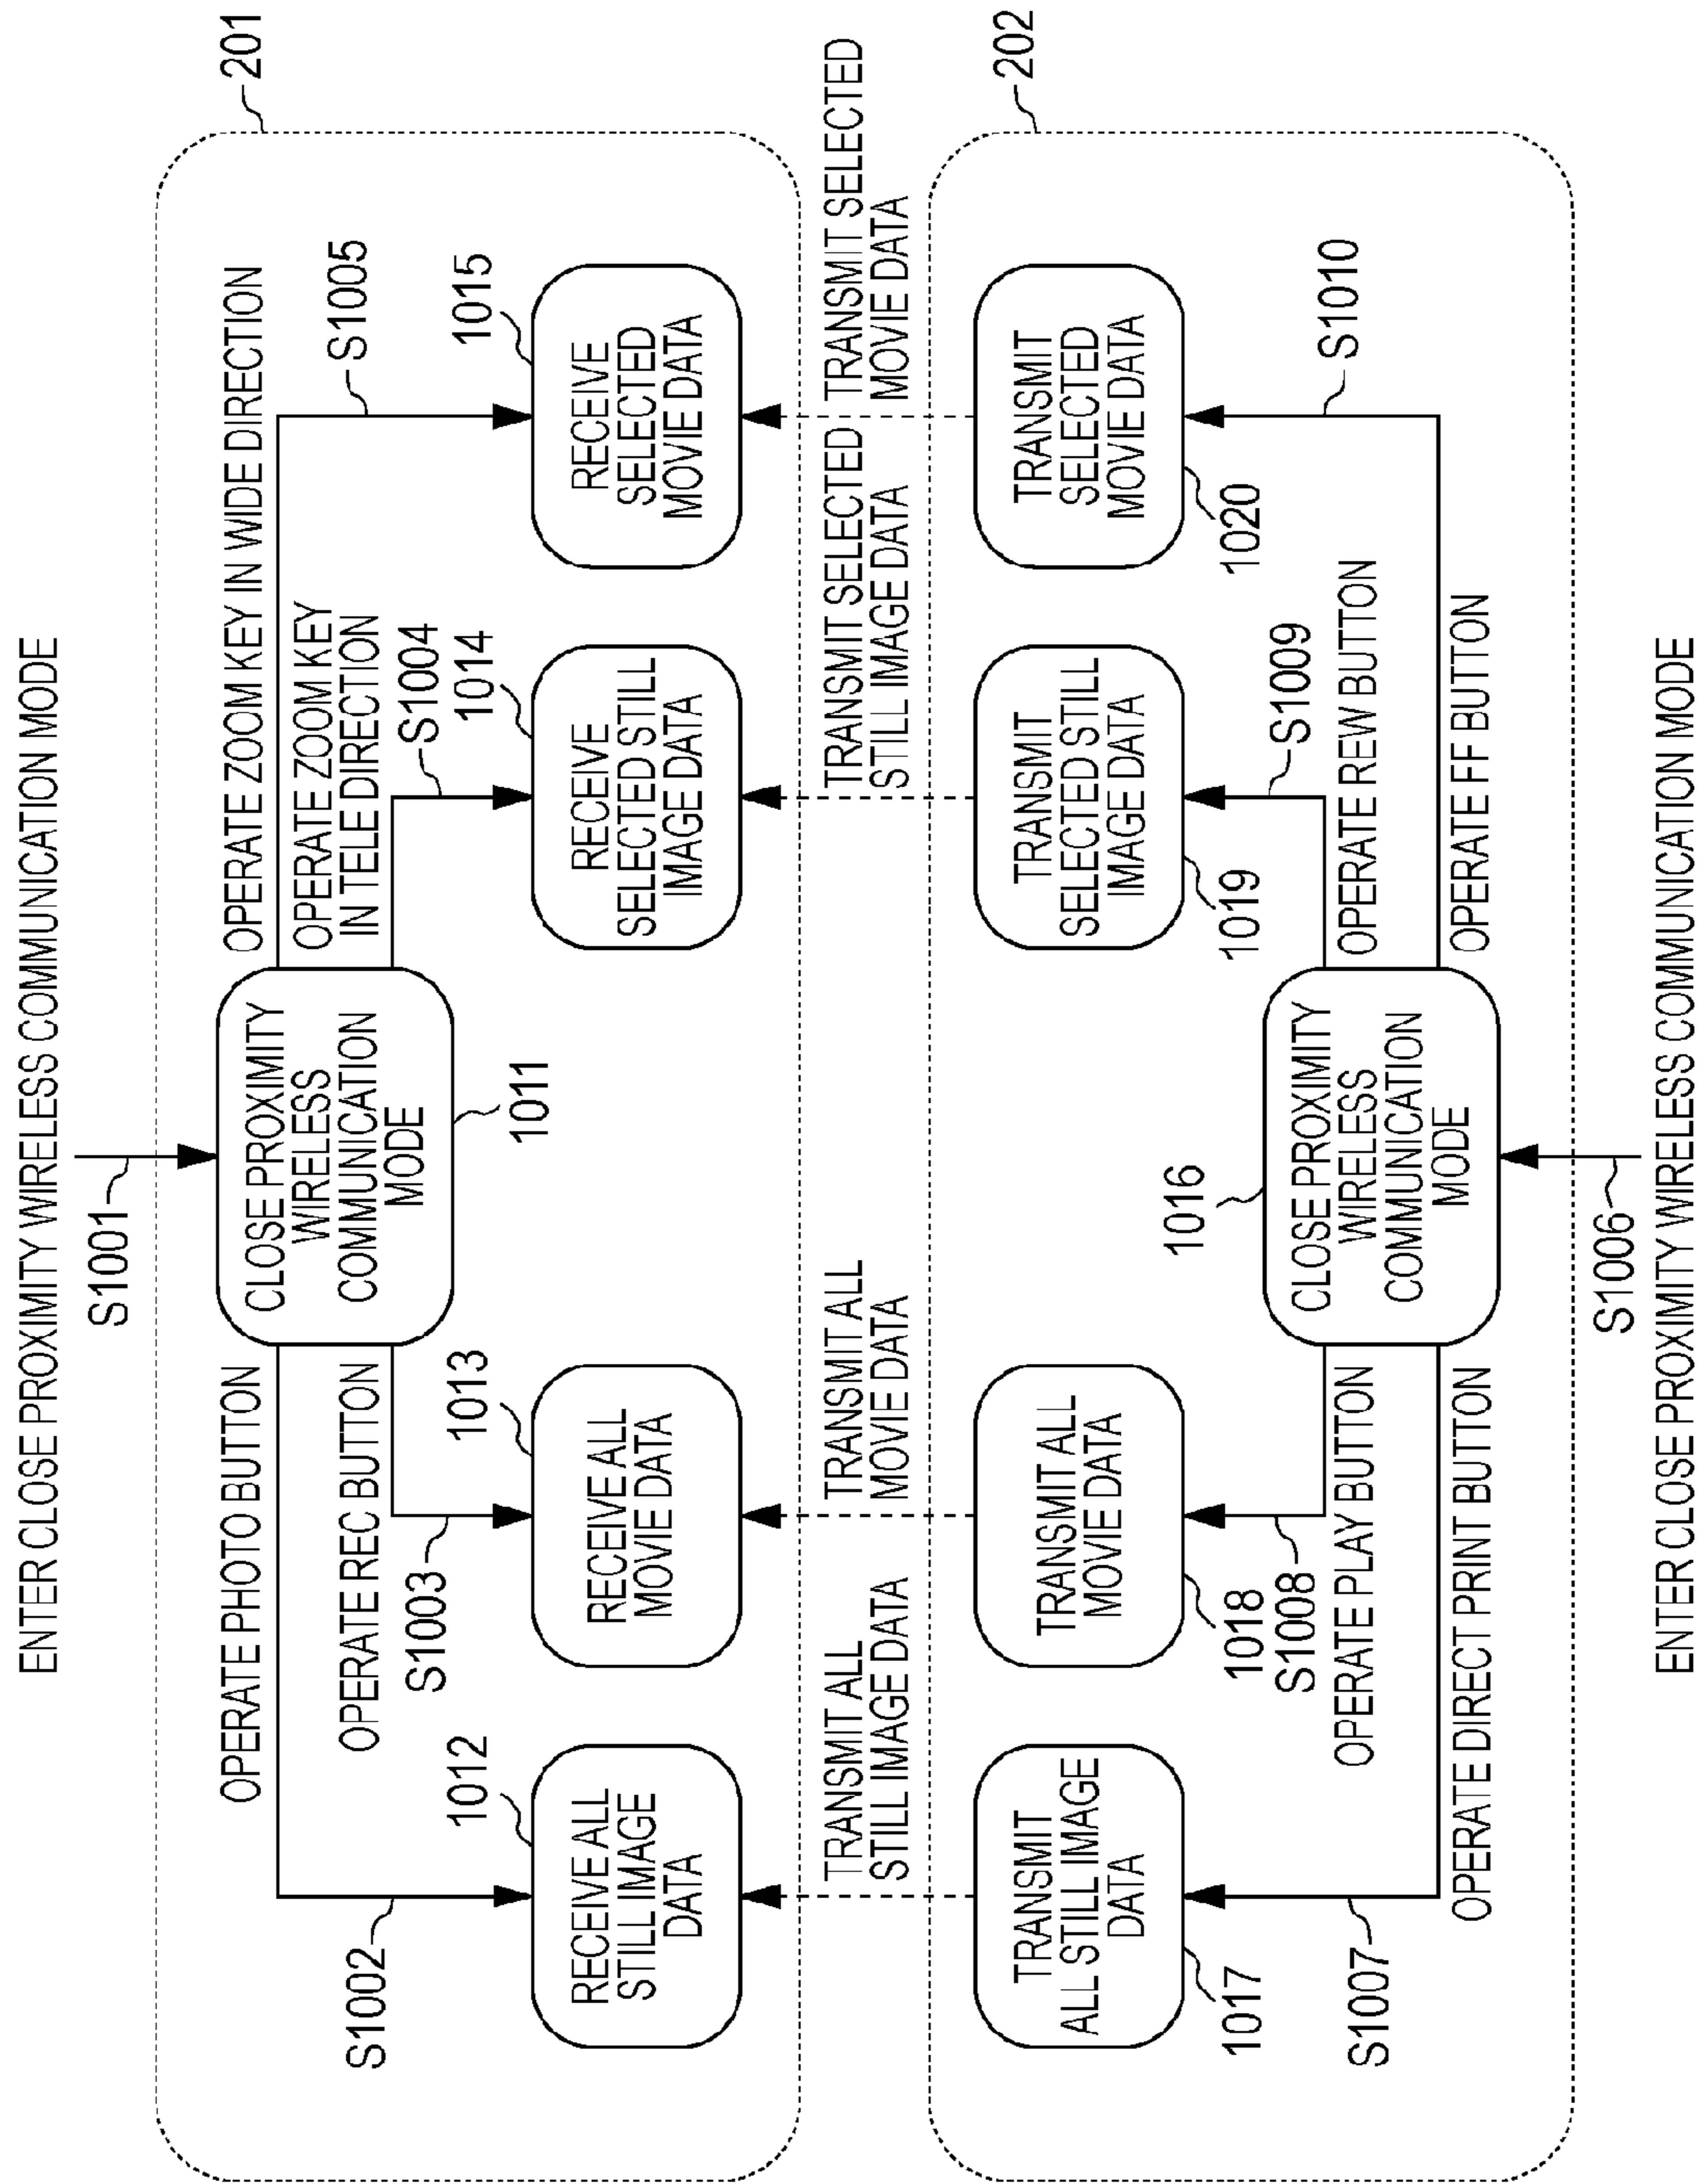 ENTER CLOSE PROXIMITY WIRELESS COMMUNICATION MODE
S1001
201
OPERATE PHOTO BUTTON
OPERATE ZOOM KEY IN WIDE DIRECTION
CLOSE PROXIMITY
WIRELESS
COMMUNICATION
MODE
1011
OPERATE REC BUTTON
OPERATE ZOOM KEY
IN TELE DIRECTION
S1002
S1003
S1004
S1005
1012
1013
1014
1015
RECEIVE ALL
STILL IMAGE
DATA
RECEIVE ALL
MOVIE DATA
RECEIVE
SELECTED STILL
IMAGE DATA
RECEIVE
SELECTED
MOVIE DATA
TRANSMIT ALL
STILL IMAGE DATA
TRANSMIT ALL
MOVIE DATA
TRANSMIT SELECTED
STILL IMAGE DATA
TRANSMIT SELECTED
MOVIE DATA
202
TRANSMIT
ALL STILL IMAGE
DATA
TRANSMIT ALL
MOVIE DATA
TRANSMIT
SELECTED STILL
IMAGE DATA
TRANSMIT
SELECTED
MOVIE DATA
1017
1018
1016
1019
1020
S1007
S1008
S1009
S1010
CLOSE PROXIMITY
WIRELESS
COMMUNICATION
MODE
OPERATE PLAY BUTTON
OPERATE REW BUTTON
OPERATE DIRECT PRINT BUTTON
OPERATE FF BUTTON
S1006
ENTER CLOSE PROXIMITY WIRELESS COMMUNICATION MODE